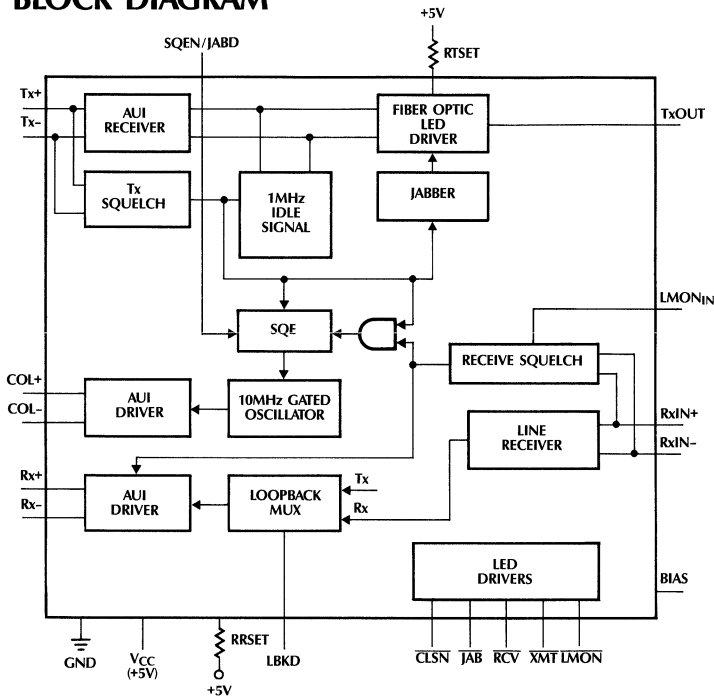 BLOCK DIAGRAM
+5V
SQEN/JABD
RTSET
Tx+
Tx–
AUI
RECEIVER
FIBER OPTIC
LED
DRIVER
TxOUT
Tx
SQUELCH
1MHz
IDLE
SIGNAL
JABBER
LMONIN
SQE
RECEIVE SQUELCH
COL+
COL–
AUI
DRIVER
10MHz GATED
OSCILLATOR
LINE
RECEIVER
RxIN+
RxIN–
Rx+
Rx–
AUI
DRIVER
LOOPBACK
MUX
Tx
Rx
LED
DRIVERS
BIAS
GND
VCC
(+5V)
RRSET
+5V
LBKD
CLSN JAB RCV XMT LMON